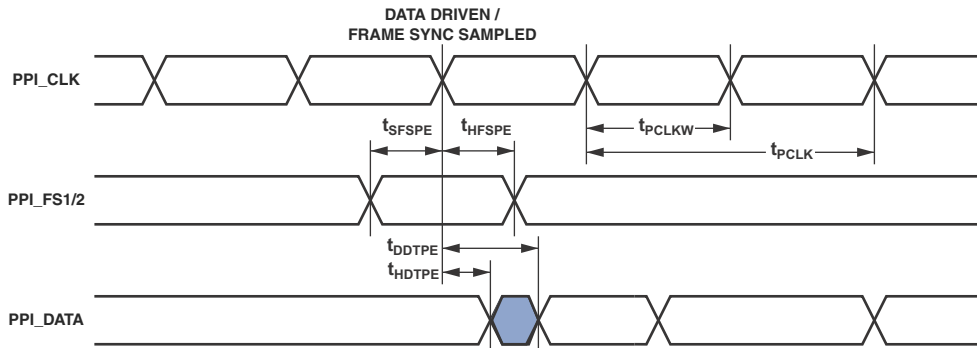 DATA DRIVEN /
FRAME SYNC SAMPLED
PPI_CLK
tSFSPE
tHFSPE
tPCLKW
tPCLK
PPI_FS1/2
tDDTPE
tHDTPE
PPI_DATA